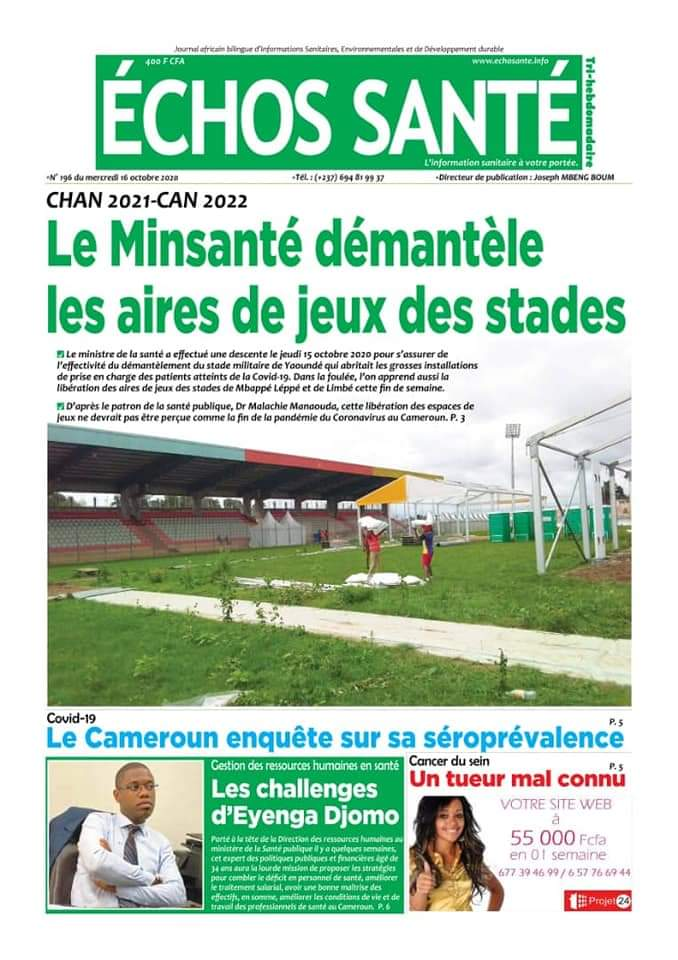 Journal africain bilingue d'Informations Sanitaires, Environnementales et de Développement durable
400 F CFA
www.echosante.info
ÉCHOS SANTÉ
Tri-hebdomadaire
L'information sanitaire à votre portée.
•N° 196 du mercredi 16 octobre 2020
•Tél. : (+237) 694 81 99 37
•Directeur de publication : Joseph MBENG BOUM
CHAN 2021-CAN 2022
Le Minsanté démantèle
les aires de jeux des stades
Le ministre de la santé a effectué une descente le jeudi 15 octobre 2020 pour s'assurer de
l'effectivité du démantèlement du stade militaire de Yaoundé qui abritait les grosses installations
de prise en charge des patients atteints de la Covid-19. Dans la foulée, l'on apprend aussi la
libération des aires de jeux des stades de Mbappé Léppé et de Limbé cette fin de semaine.
D'après le patron de la santé publique, Dr Malachie Manaouda, cette libération des espaces de
jeux ne devrait pas être perçue comme la fin de la pandémie du Coronavirus au Cameroun. P. 3
Covid-19
P. 5
Le Cameroun enquête sur sa séroprévalence
Gestion des ressources humaines en santé
Les challenges
d'Eyenga Djomo
Porté à la tête de la Direction des ressources humaines au
ministère de la Santé publique il y a quelques semaines,
cet expert des politiques publiques et financières âgé de
34 ans aura la lourde mission de proposer les stratégies
pour combler le déficit en personnel de santé, améliorer
le traitement salarial, avoir une bonne maîtrise des
effectifs, en somme, améliorer les conditions de vie et de
travail des professionnels de santé au Cameroun. P. 6
Cancer du sein
P. 5
Un tueur mal connu
VOTRE SITE WEB
à
55 000 Fcfa
en 01 semaine
677 39 46 99 / 6 57 76 69 44
Projet 24